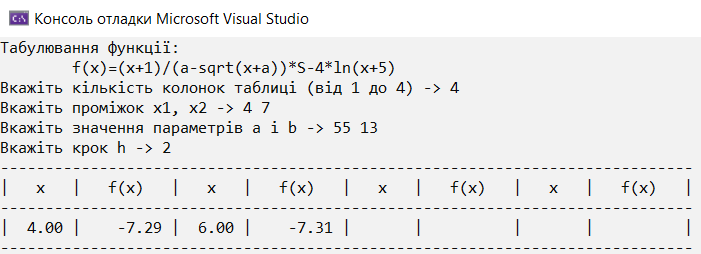 Консоль отладки Microsoft Visual Studio
Табулювання функції:
f(x)=(x+1)/(a-sqrt(x+a))*S-4*ln(x+5)
Вкажіть кількість колонок таблиці (від 1 до 4) -> 4
Вкажіть проміжок x1, x2 -> 4 7
Вкажіть значення параметрів a і b -> 55 13
Вкажіть крок h -> 2
---------------------------------------------------------------------
|   x   |   f(x)   |   x   |   f(x)   |   x   |   f(x)   |   x   |   f(x)   |
---------------------------------------------------------------------
|  4.00 |    -7.29 |  6.00 |    -7.31 |       |          |       |          |
---------------------------------------------------------------------